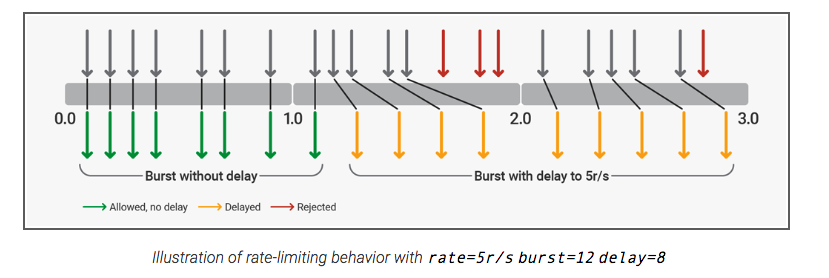 0.0 1.0 2.0 3.0
Burst without delay Burst with delay to 5r/s
Allowed, no delay Delayed Rejected
Illustration of rate-limiting behavior with rate=5r/s burst=12 delay=8